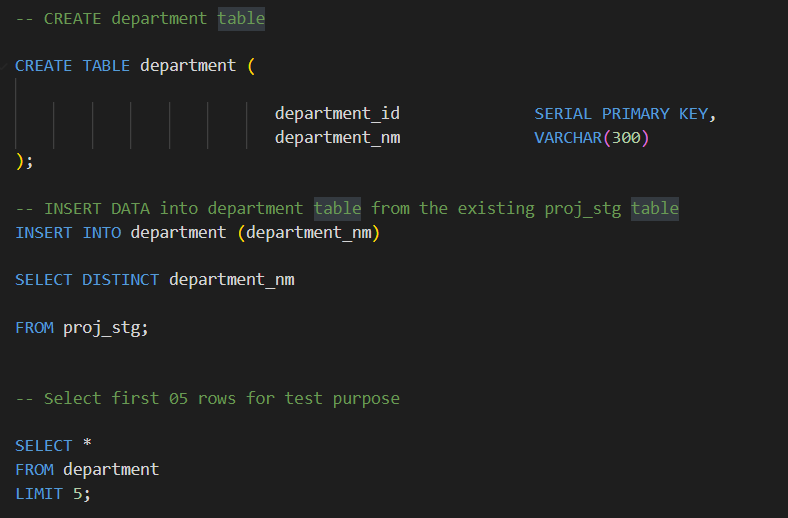 -- CREATE department table
CREATE TABLE department (
department_id SERIAL PRIMARY KEY,
department_nm VARCHAR(300)
);
-- INSERT DATA into department table from the existing proj_stg table
INSERT INTO department (department_nm)
SELECT DISTINCT department_nm
FROM proj_stg;
-- Select first 05 rows for test purpose
SELECT *
FROM department
LIMIT 5;